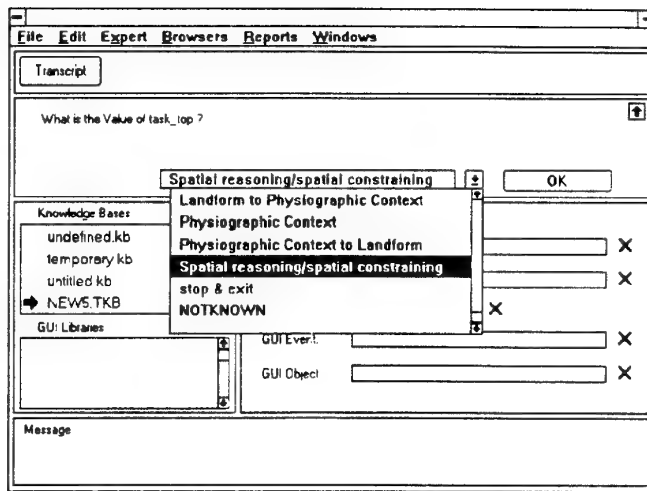 File Edit Expert Browsers Reports Windows
Transcript
What is the Value of task_top ?
Spatial reasoning/spatial constraining
OK
Landform to Physiographic Context
Physiographic Context
Physiographic Context to Landform
Spatial reasoning/spatial constraining
stop & exit
NOTKNOWN
Knowledge Bases
undefined.kb
temporary.kb
untitled.kb
NEWS.TKB
GUI Libraries
GUI Event.
GUI Object
Message